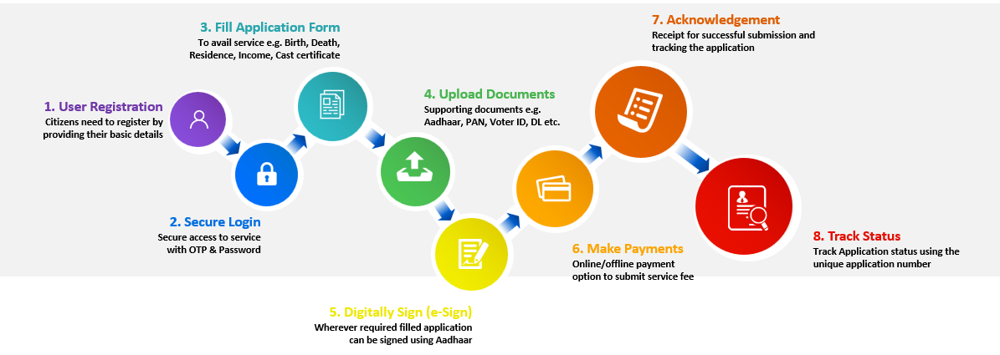 1. User Registration
Citizens need to register by
providing their basic details
2. Secure Login
Secure access to service
with OTP & Password
3. Fill Application Form
To avail service e.g. Birth, Death,
Residence, Income, Cast certificate
4. Upload Documents
Supporting documents e.g.
Aadhaar, PAN, Voter ID, DL etc.
5. Digitally Sign (e-Sign)
Wherever required filled application
can be signed using Aadhaar
6. Make Payments
Online/offline payment
option to submit service fee
7. Acknowledgement
Receipt for successful submission and
tracking the application
8. Track Status
Track Application status using the
unique application number